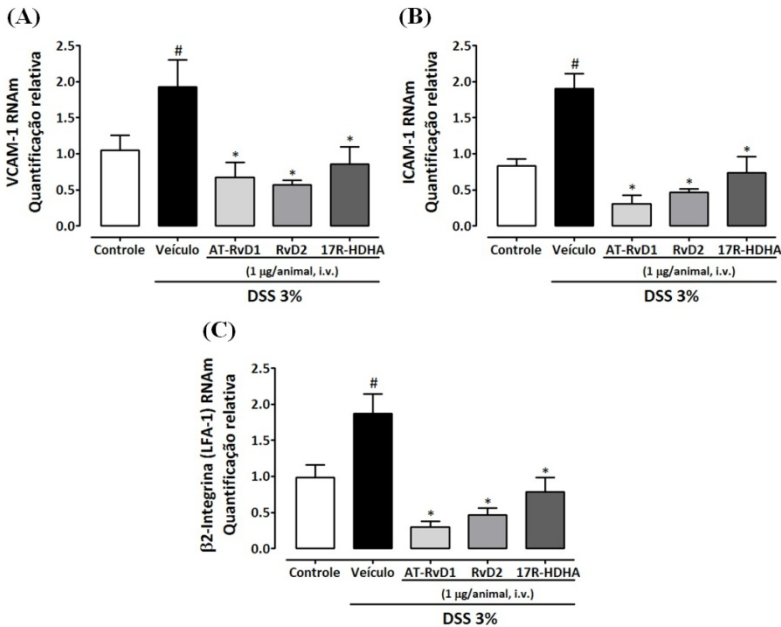 (A)
VCAM-1 RNAm
Quantificação relativa
2.5
2.0
1.5
1.0
0.5
0.0
#
*
*
*
Controle Veículo AT-RvD1 RvD2 17R-HDHA
(1 µg/animal, i.v.)
DSS 3%
(B)
ICAM-1 RNAm
Quantificação relativa
2.5
2.0
1.5
1.0
0.5
0.0
#
*
*
*
Controle Veículo AT-RvD1 RvD2 17R-HDHA
(1 µg/animal, i.v.)
DSS 3%
(C)
β2-Integrina (LFA-1) RNAm
Quantificação relativa
2.5
2.0
1.5
1.0
0.5
0.0
#
*
*
*
Controle Veículo AT-RvD1 RvD2 17R-HDHA
(1 µg/animal, i.v.)
DSS 3%